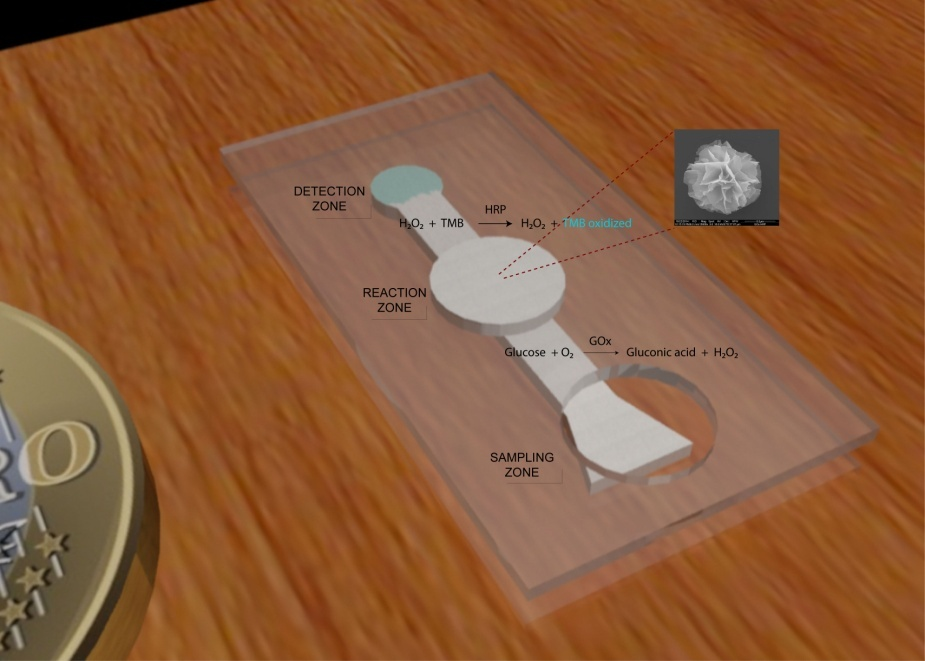 DETECTION
ZONE
HRP
H₂O₂ + TMB → H₂O₂ + TMB oxidized
REACTION
ZONE
GOx
Glucose + O₂ → Gluconic acid + H₂O₂
SAMPLING
ZONE
RO